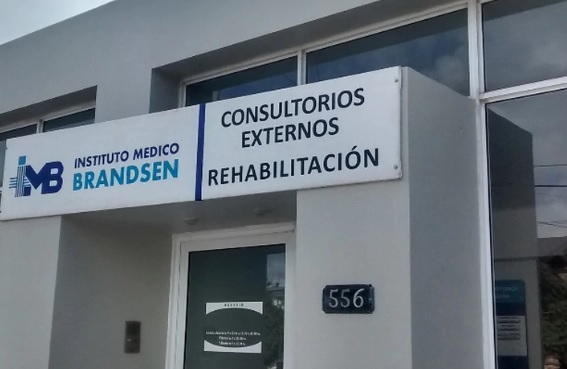 IMB
INSTITUTO MEDICO
BRANDSEN
CONSULTORIOS
EXTERNOS
REHABILITACIÓN
556